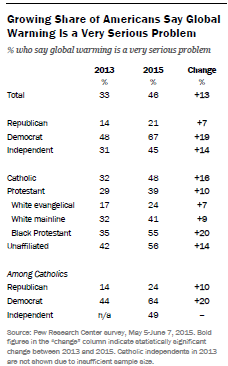 Growing Share of Americans Say Global
Warming Is a Very Serious Problem
% who say global warming is a very serious problem
2013 2015 Change
% % %
Total 33 46 +13
Republican 14 21 +7
Democrat 48 67 +19
Independent 31 45 +14
Catholic 32 48 +16
Protestant 29 39 +10
White evangelical 17 24 +7
White mainline 32 41 +9
Black Protestant 35 55 +20
Unaffiliated 42 56 +14
Among Catholics
Republican 14 24 +10
Democrat 44 64 +20
Independent n/a 49 –
Source: Pew Research Center survey, May 5-June 7, 2015. Bold
figures in the “change” column indicate statistically significant
change between 2013 and 2015. Catholic independents in 2013
are not shown due to insufficient sample size.